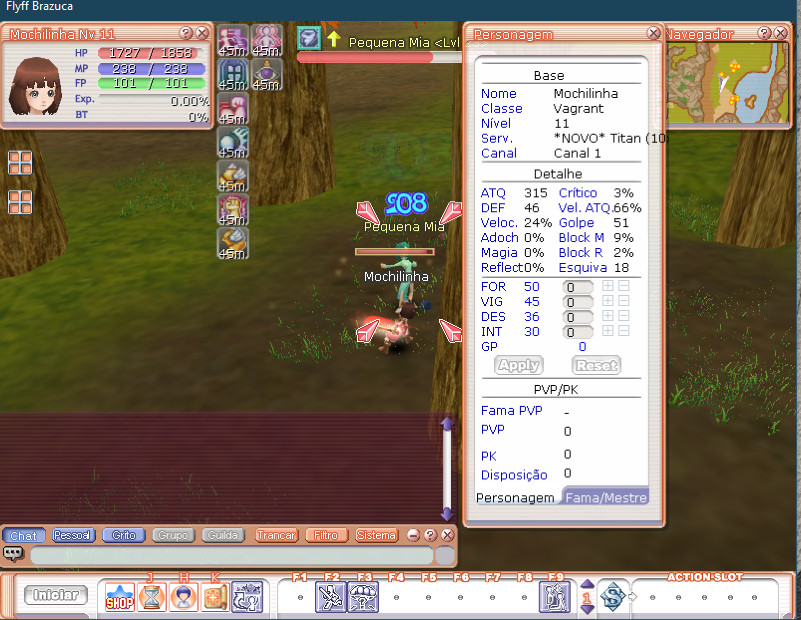 Flyff Brazuca
Mochilinha Nv 11
HP 1727 / 1858
MP 238 / 238
FP 101 / 101
Exp. 0.00%
BT 0%
45m 45m
45m 45m
45m
45m
45m
45m
45m
Pequena Mia <Lvl
208
Pequena Mia
Mochilinha
Personagem
Base
Nome Mochilinha
Classe Vagrant
Nível 11
Serv. *NOVO* Titan (10
Canal Canal 1
Detalhe
ATQ 315 Crítico 3%
DEF 46 Vel. ATQ. 66%
Veloc. 24% Golpe 51
Adoch 0% Block M 9%
Magia 0% Block R 2%
Reflect 0% Esquiva 18
FOR 50 0
VIG 45 0
DES 36 0
INT 30 0
GP 0
Apply Reset
PVP/PK
Fama PVP -
PVP 0
PK 0
Disposição 0
Personagem Fama/Mestre
Navegador
Chat Pessoal Grito Grupo Guilda Trancar Filtro Sistema
Iniciar
SHOP
J H K
F1 F2 F3 F4 F5 F6 F7 F8 F9
1
S
ACTION-SLOT